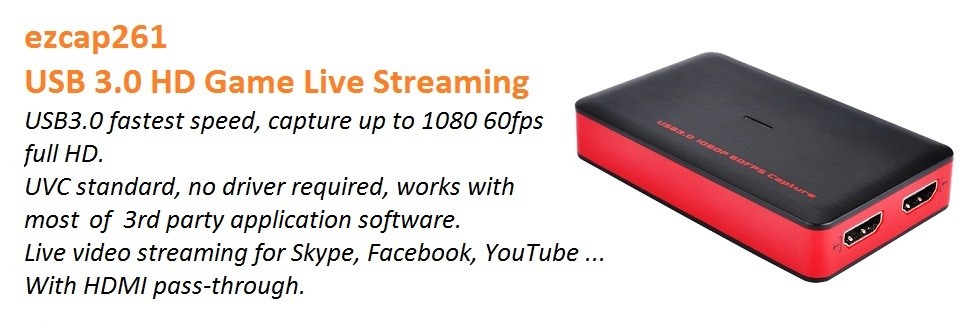 ezcap261
USB 3.0 HD Game Live Streaming
USB3.0 fastest speed, capture up to 1080 60fps
full HD.
UVC standard, no driver required, works with
most of 3rd party application software.
Live video streaming for Skype, Facebook, YouTube ...
With HDMI pass-through.
USB3.0 1080P 60FPS Capture